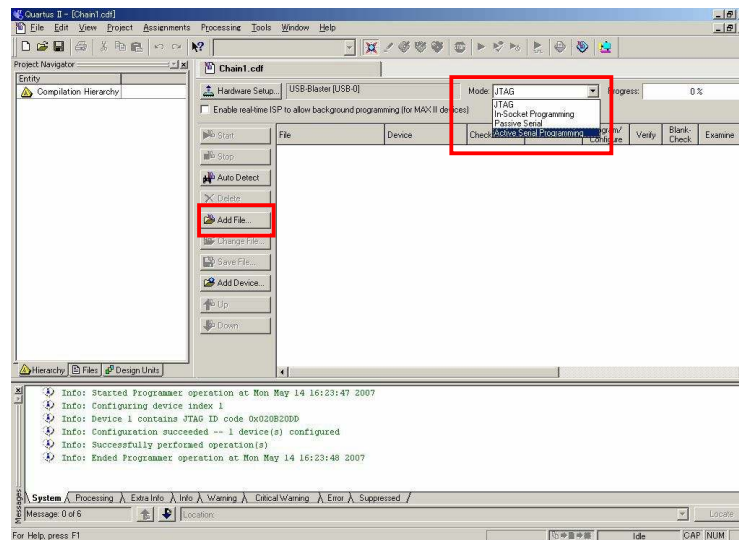 Quartus II - [Chain1.cdf]
File Edit View Project Assignments Processing Tools Window Help
Project Navigator
Entity
Compilation Hierarchy
Hierarchy Files Design Units
Chain1.cdf
Hardware Setup... USB-Blaster [USB-0]
Mode: JTAG
Progress: 0 %
JTAG
In-Socket Programming
Passive Serial
Active Serial Programming
Enable real-time ISP to allow background programming (for MAX II devices)
File Device Check Program/ Configure Verify Blank- Check Examine
Start
Stop
Auto Detect
Delete
Add File...
Change File...
Save File...
Add Device...
Up
Down
Info: Started Programmer operation at Mon May 14 16:23:47 2007
Info: Configuring device index 1
Info: Device 1 contains JTAG ID code 0x020B20DD
Info: Configuration succeeded -- 1 device(s) configured
Info: Successfully performed operation(s)
Info: Ended Programmer operation at Mon May 14 16:23:48 2007
Messages
System Processing Extra Info Info Warning Critical Warning Error Suppressed
Message: 0 of 6
Location:
Locate
For Help, press F1
Idle
CAP NUM